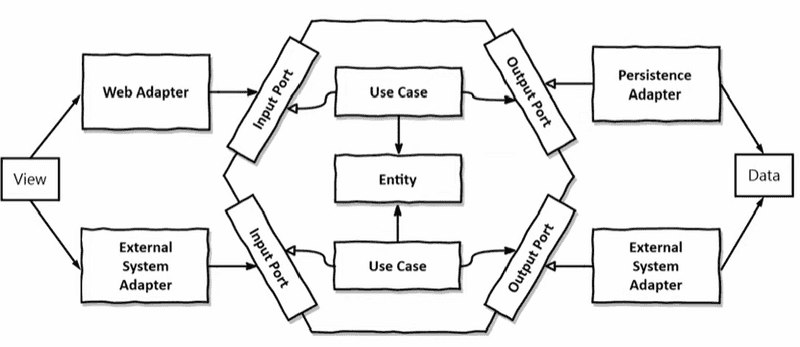 View
Web Adapter
External
System
Adapter
Input Port
Input Port
Use Case
Entity
Use Case
Output Port
Output Port
Persistence
Adapter
External
System
Adapter
Data